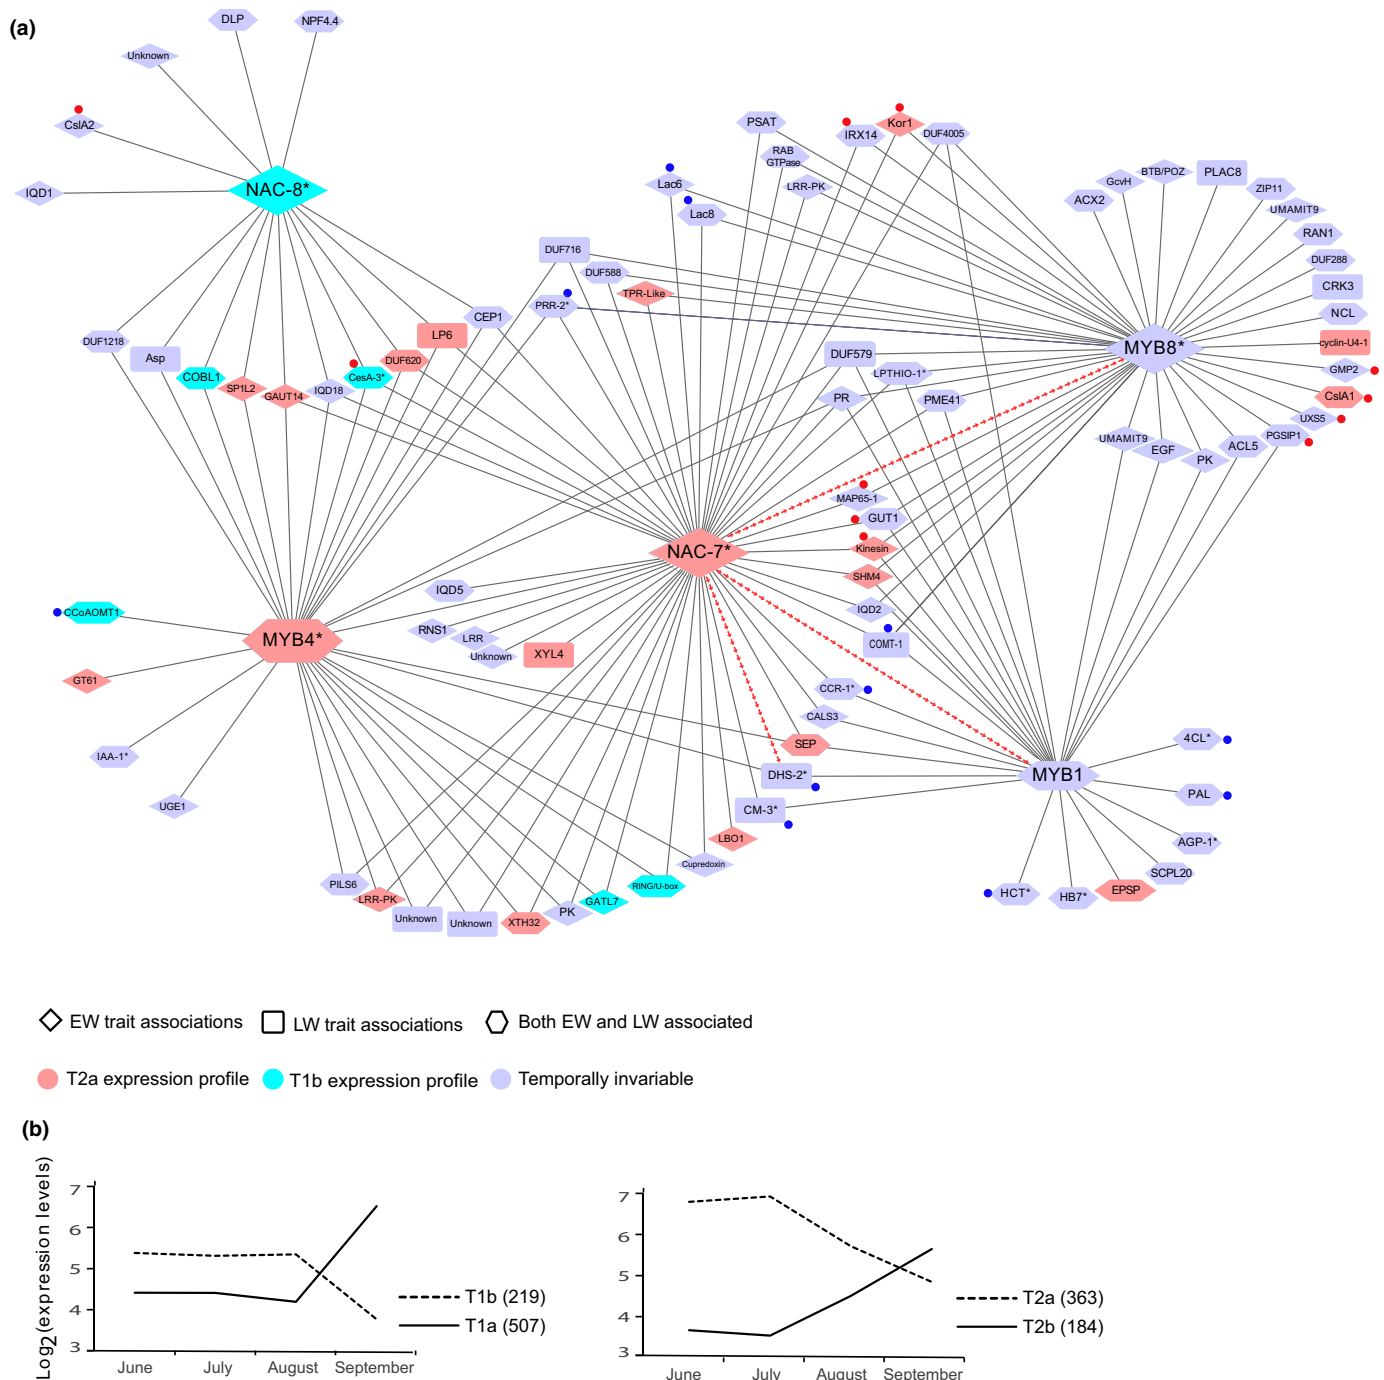 (a)
DLP
NPF4.4
Unknown
CslA2
IQD1
NAC-8*
PSAT
IRX14
Kor1
DUF4005
RAB
GTPase
LRR-PK
Lac6
Lac8
ACX2
GcvH
BTB/POZ
PLAC8
ZIP11
UMAMIT9
RAN1
DUF288
CRK3
NCL
cyclin-U4-1
GMP2
CslA1
UXS5
PGSIP1
ACL5
PK
EGF
UMAMIT9
MYB8*
DUF716
DUF588
TPR-Like
PRR-2*
CEP1
LP6
DUF620
CesA-3*
IQD18
GAUT14
SP1L2
COBL1
Asp
DUF1218
DUF579
LPTHIO-1*
PR
PME41
MAP65-1
GUT1
Kinesin
SHM4
IQD2
COMT-1
NAC-7*
CCoAOMT1
MYB4*
GT61
IAA-1*
UGE1
IQD5
RNS1
LRR
Unknown
XYL4
CCR-1*
CALS3
SEP
DHS-2*
CM-3*
LBO1
Cupredoxin
RING/U-box
GATL7
PK
XTH32
Unknown
Unknown
LRR-PK
PILS6
MYB1
4CL*
PAL
AGP-1*
SCPL20
EPSP
HB7*
HCT*
EW trait associations
LW trait associations
Both EW and LW associated
T2a expression profile
T1b expression profile
Temporally invariable
(b)
Log2 (expression levels)
7
6
5
4
3
June
July
August
September
T1b (219)
T1a (507)
7
6
5
4
3
June
July
August
September
T2a (363)
T2b (184)